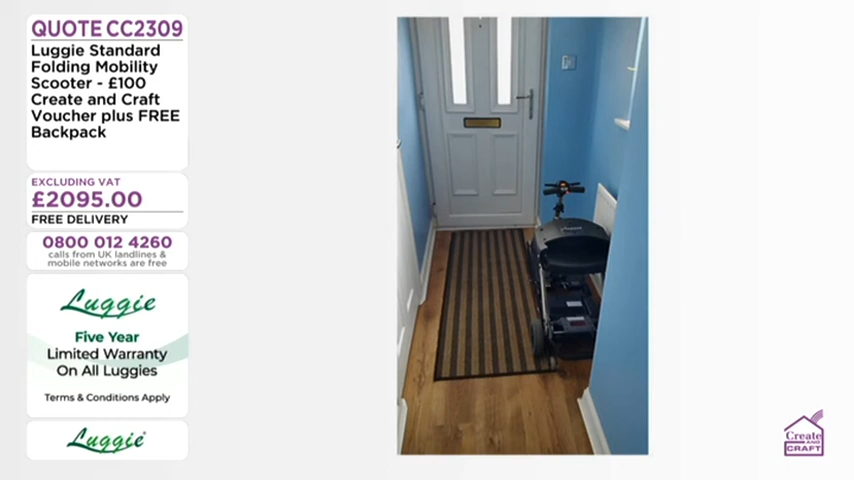 QUOTE CC2309
Luggie Standard
Folding Mobility
Scooter - £100
Create and Craft
Voucher plus FREE
Backpack
EXCLUDING VAT
£2095.00
FREE DELIVERY
0800 012 4260
calls from UK landlines &
mobile networks are free
Luggie
Five Year
Limited Warranty
On All Luggies
Terms & Conditions Apply
Luggie
Create
AND
CRAFT